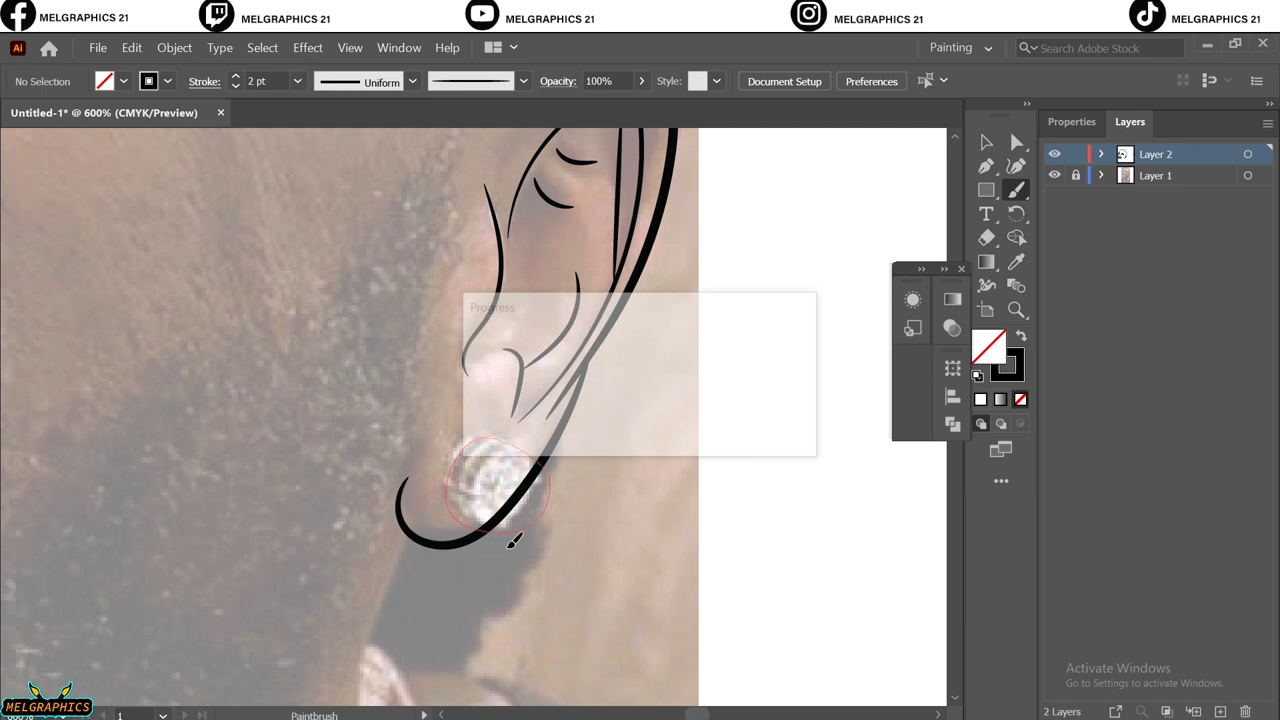 MELGRAPHICS 21 MELGRAPHICS 21 MELGRAPHICS 21 MELGRAPHICS 21 MELGRAPHICS 21
Ai File Edit Object Type Select Effect View Window Help Painting Search Adobe Stock
No Selection Stroke: 2 pt Uniform Opacity: 100% Style: Document Setup Preferences
Untitled-1* @ 600% (CMYK/Preview)
Properties Layers
Layer 2
Layer 1
Progress
Activate Windows
Go to Settings to activate Windows.
MELGRAPHICS
1 Paintbrush 2 Layers